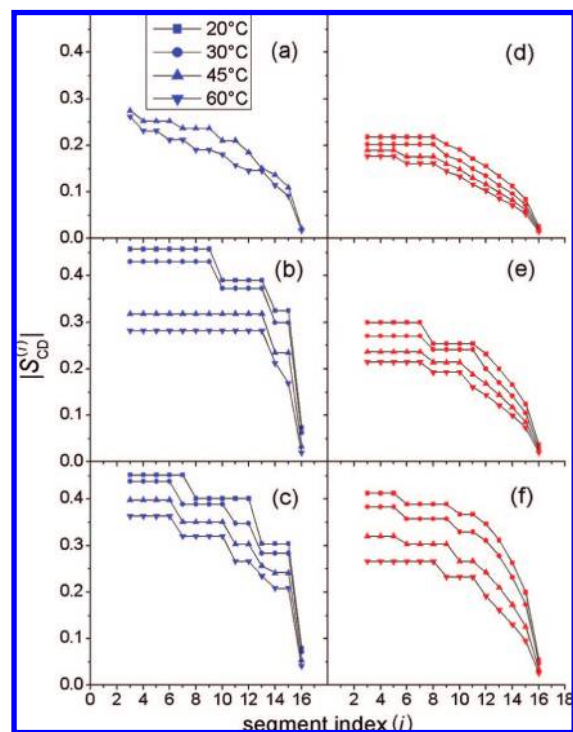 20°C
30°C
45°C
60°C
(a)
(d)
0.4
0.3
0.2
0.1
0.0
(b)
(e)
0.4
0.3
0.2
0.1
0.0
|S_CD^(i)|
(c)
(f)
0.4
0.3
0.2
0.1
0.0
0 2 4 6 8 10 12 14 16 0 2 4 6 8 10 12 14 16 18
segment index (i)